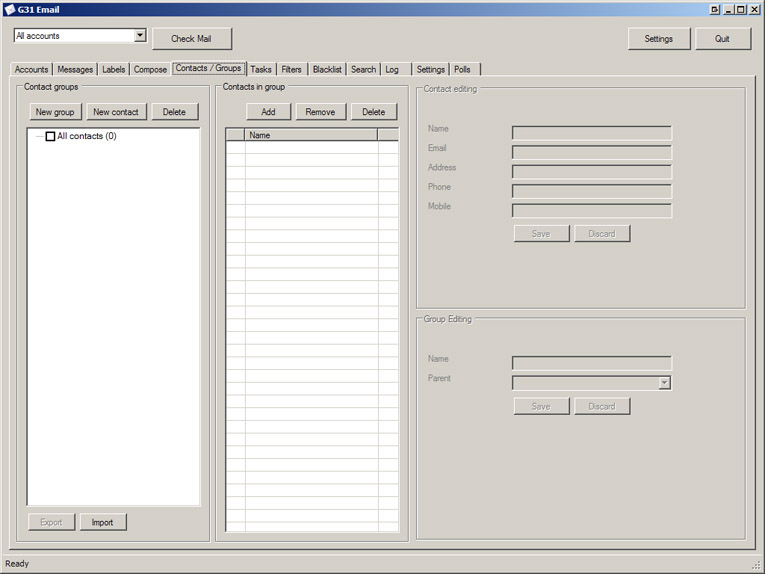 G31 Email
All accounts
Check Mail
Settings
Quit
Accounts Messages Labels Compose Contacts / Groups Tasks Filters Blacklist Search Log Settings Polls
Contact groups
New group New contact Delete
All contacts (0)
Export Import
Contacts in group
Add Remove Delete
Name
Contact editing
Name
Email
Address
Phone
Mobile
Save Discard
Group Editing
Name
Parent
Save Discard
Ready